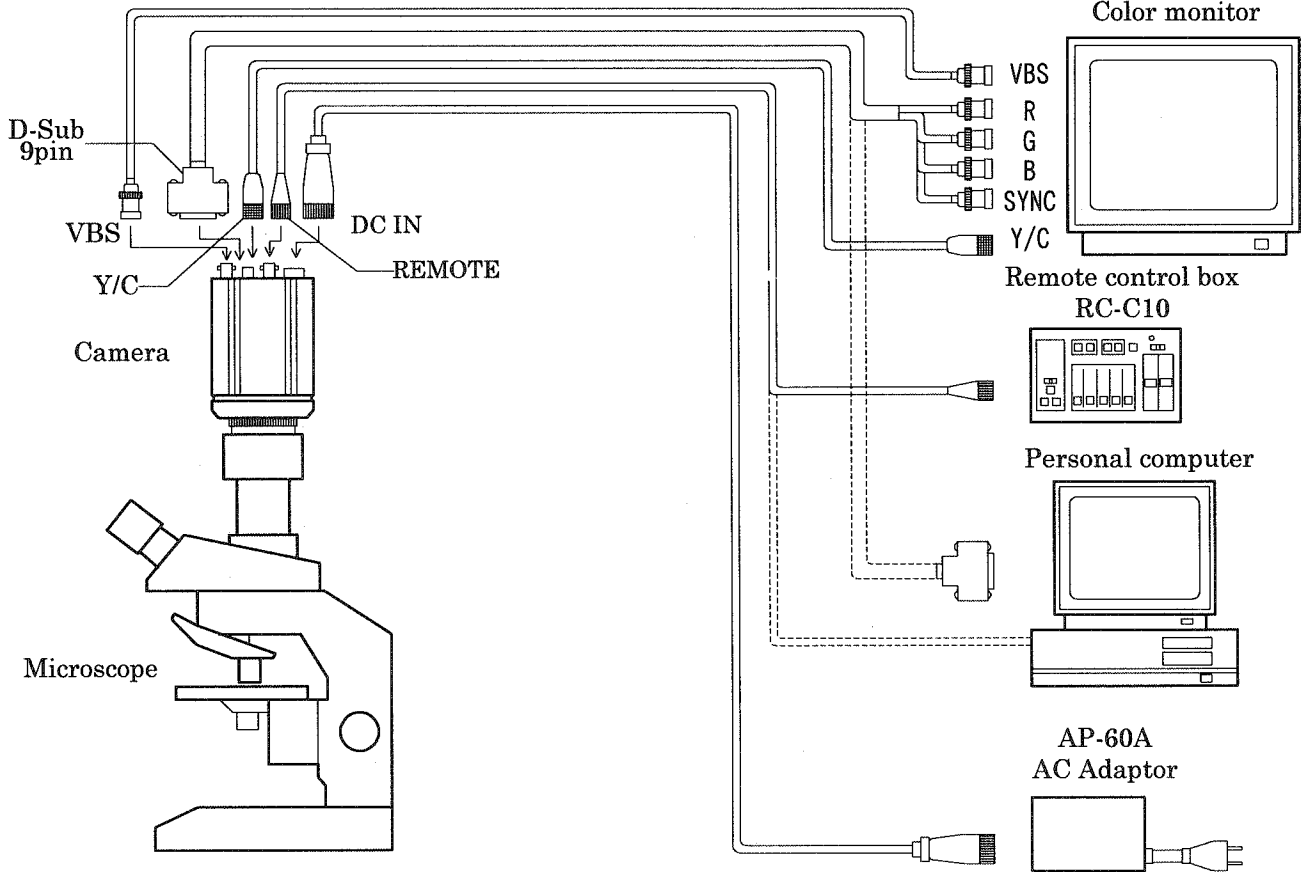 Color monitor
VBS
R
G
B
SYNC
Y/C
D-Sub
9pin
VBS
DC IN
Y/C
REMOTE
Camera
Remote control box
RC-C10
Personal computer
Microscope
AP-60A
AC Adaptor